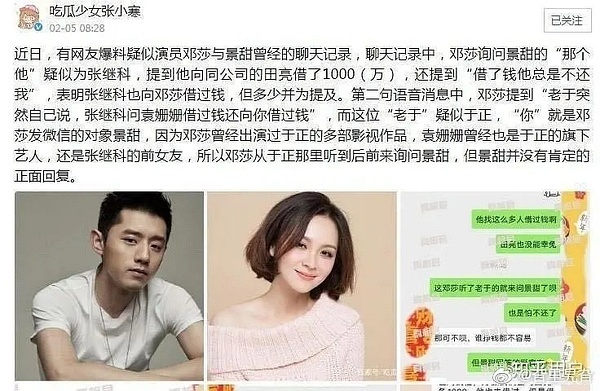 吃瓜少女张小寒
02-05 08:28
已关注
近日，有网友爆料疑似演员邓莎与景甜曾经的聊天记录，聊天记录中，邓莎询问景甜的“那个
他”疑似为张继科，提到他向同公司的田亮借了1000（万），还提到“借了钱他总是不还
我”，表明张继科也向邓莎借过钱，但多少并为提及。第二句语音消息中，邓莎提到“老于突
然自己说，张继科问袁姗姗借过钱还向你借过钱”，而这位“老于”疑似于正，“你”就是邓
莎发微信的对象景甜，因为邓莎曾经出演过于正的多部影视作品，袁姗姗曾经也是于正的旗下
艺人，还是张继科的前女友，所以邓莎从于正那里听到后前来询问景甜，但景甜并没有肯定的
正面回复。
他找这么多人借过钱啊
田亮也没能幸免
这邓莎听了老于的就来问景甜了呗
也是怕不还了
那可不呗，谁挣钱都不容易